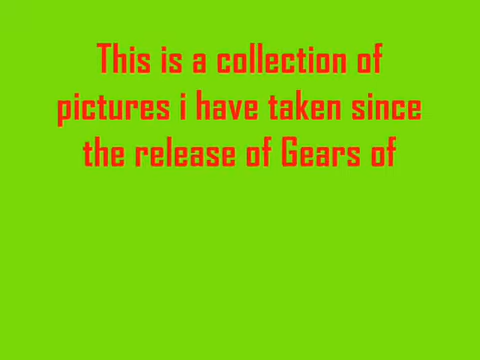 This is a collection of
pictures i have taken since
the release of Gears of